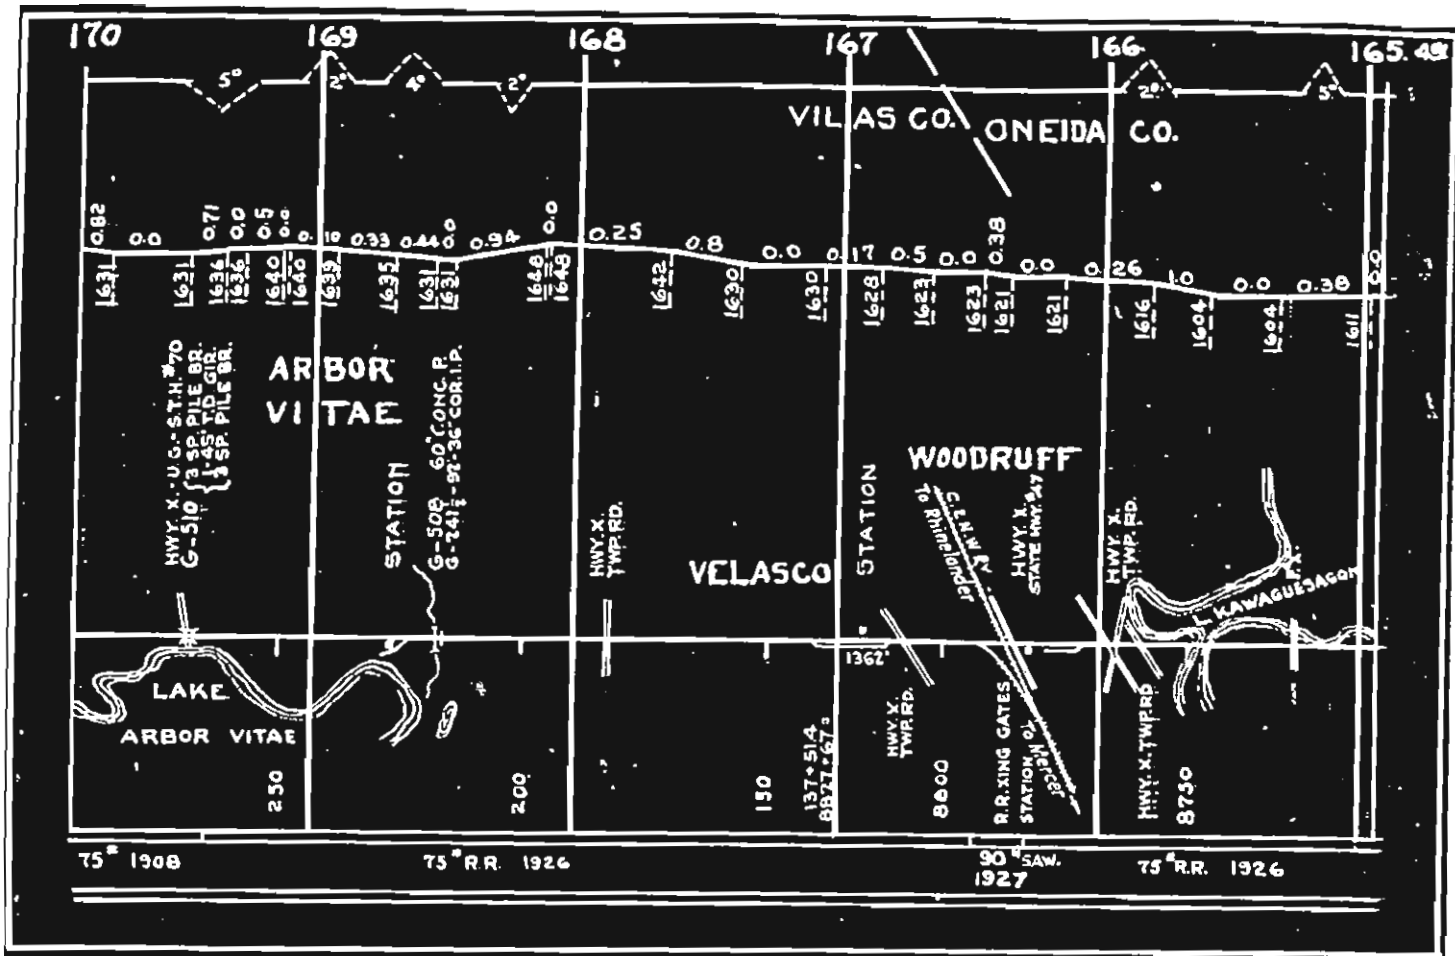 170 169 168 167 166 165.49
5° 2° 4° 2° 2° 5°
VILAS CO. ONEIDA CO.
0.82 0.0 0.71 0.0 0.5 0.0 0.10 0.33 0.44 0.0 0.94 0.0 0.25 0.8 0.0 0.17 0.5 0.0 0.38 0.0 0.26 1.0 0.0 0.38 0.0
1631 1631 1636 1636 1640 1640 1639 1635 1631 1631 1648 1648 1642 1630 1630 1628 1623 1623 1621 1621 1616 1604 1604 1611
HWY. X.-U.G.-S.T.H. #70
G-510 {3 SP. PILE BR.
{1-45' T.D. GIR.
{3 SP. PILE BR.
ARBOR
VITAE
STATION
G-508 60" CONC. P.
G-241½-92'-36" COR. I.P.
HWY. X.
TWP. RD.
VELASCO
STATION
WOODRUFF
To Rhinelander
C. & N.W. RY.
HWY. X.
STATE HWY. #47
HWY. X.
TWP. RD.
L. KAWAGUESAGON
LAKE
ARBOR VITAE
1362'
HWY. X.
TWP. RD.
R.R. XING GATES
STATION
To Mercer
HWY. X. TWP. RD
250
200
150
137+514
8827+67
8800
8750
75# 1908
75# R.R. 1926
90# SAW.
1927
75# R.R. 1926